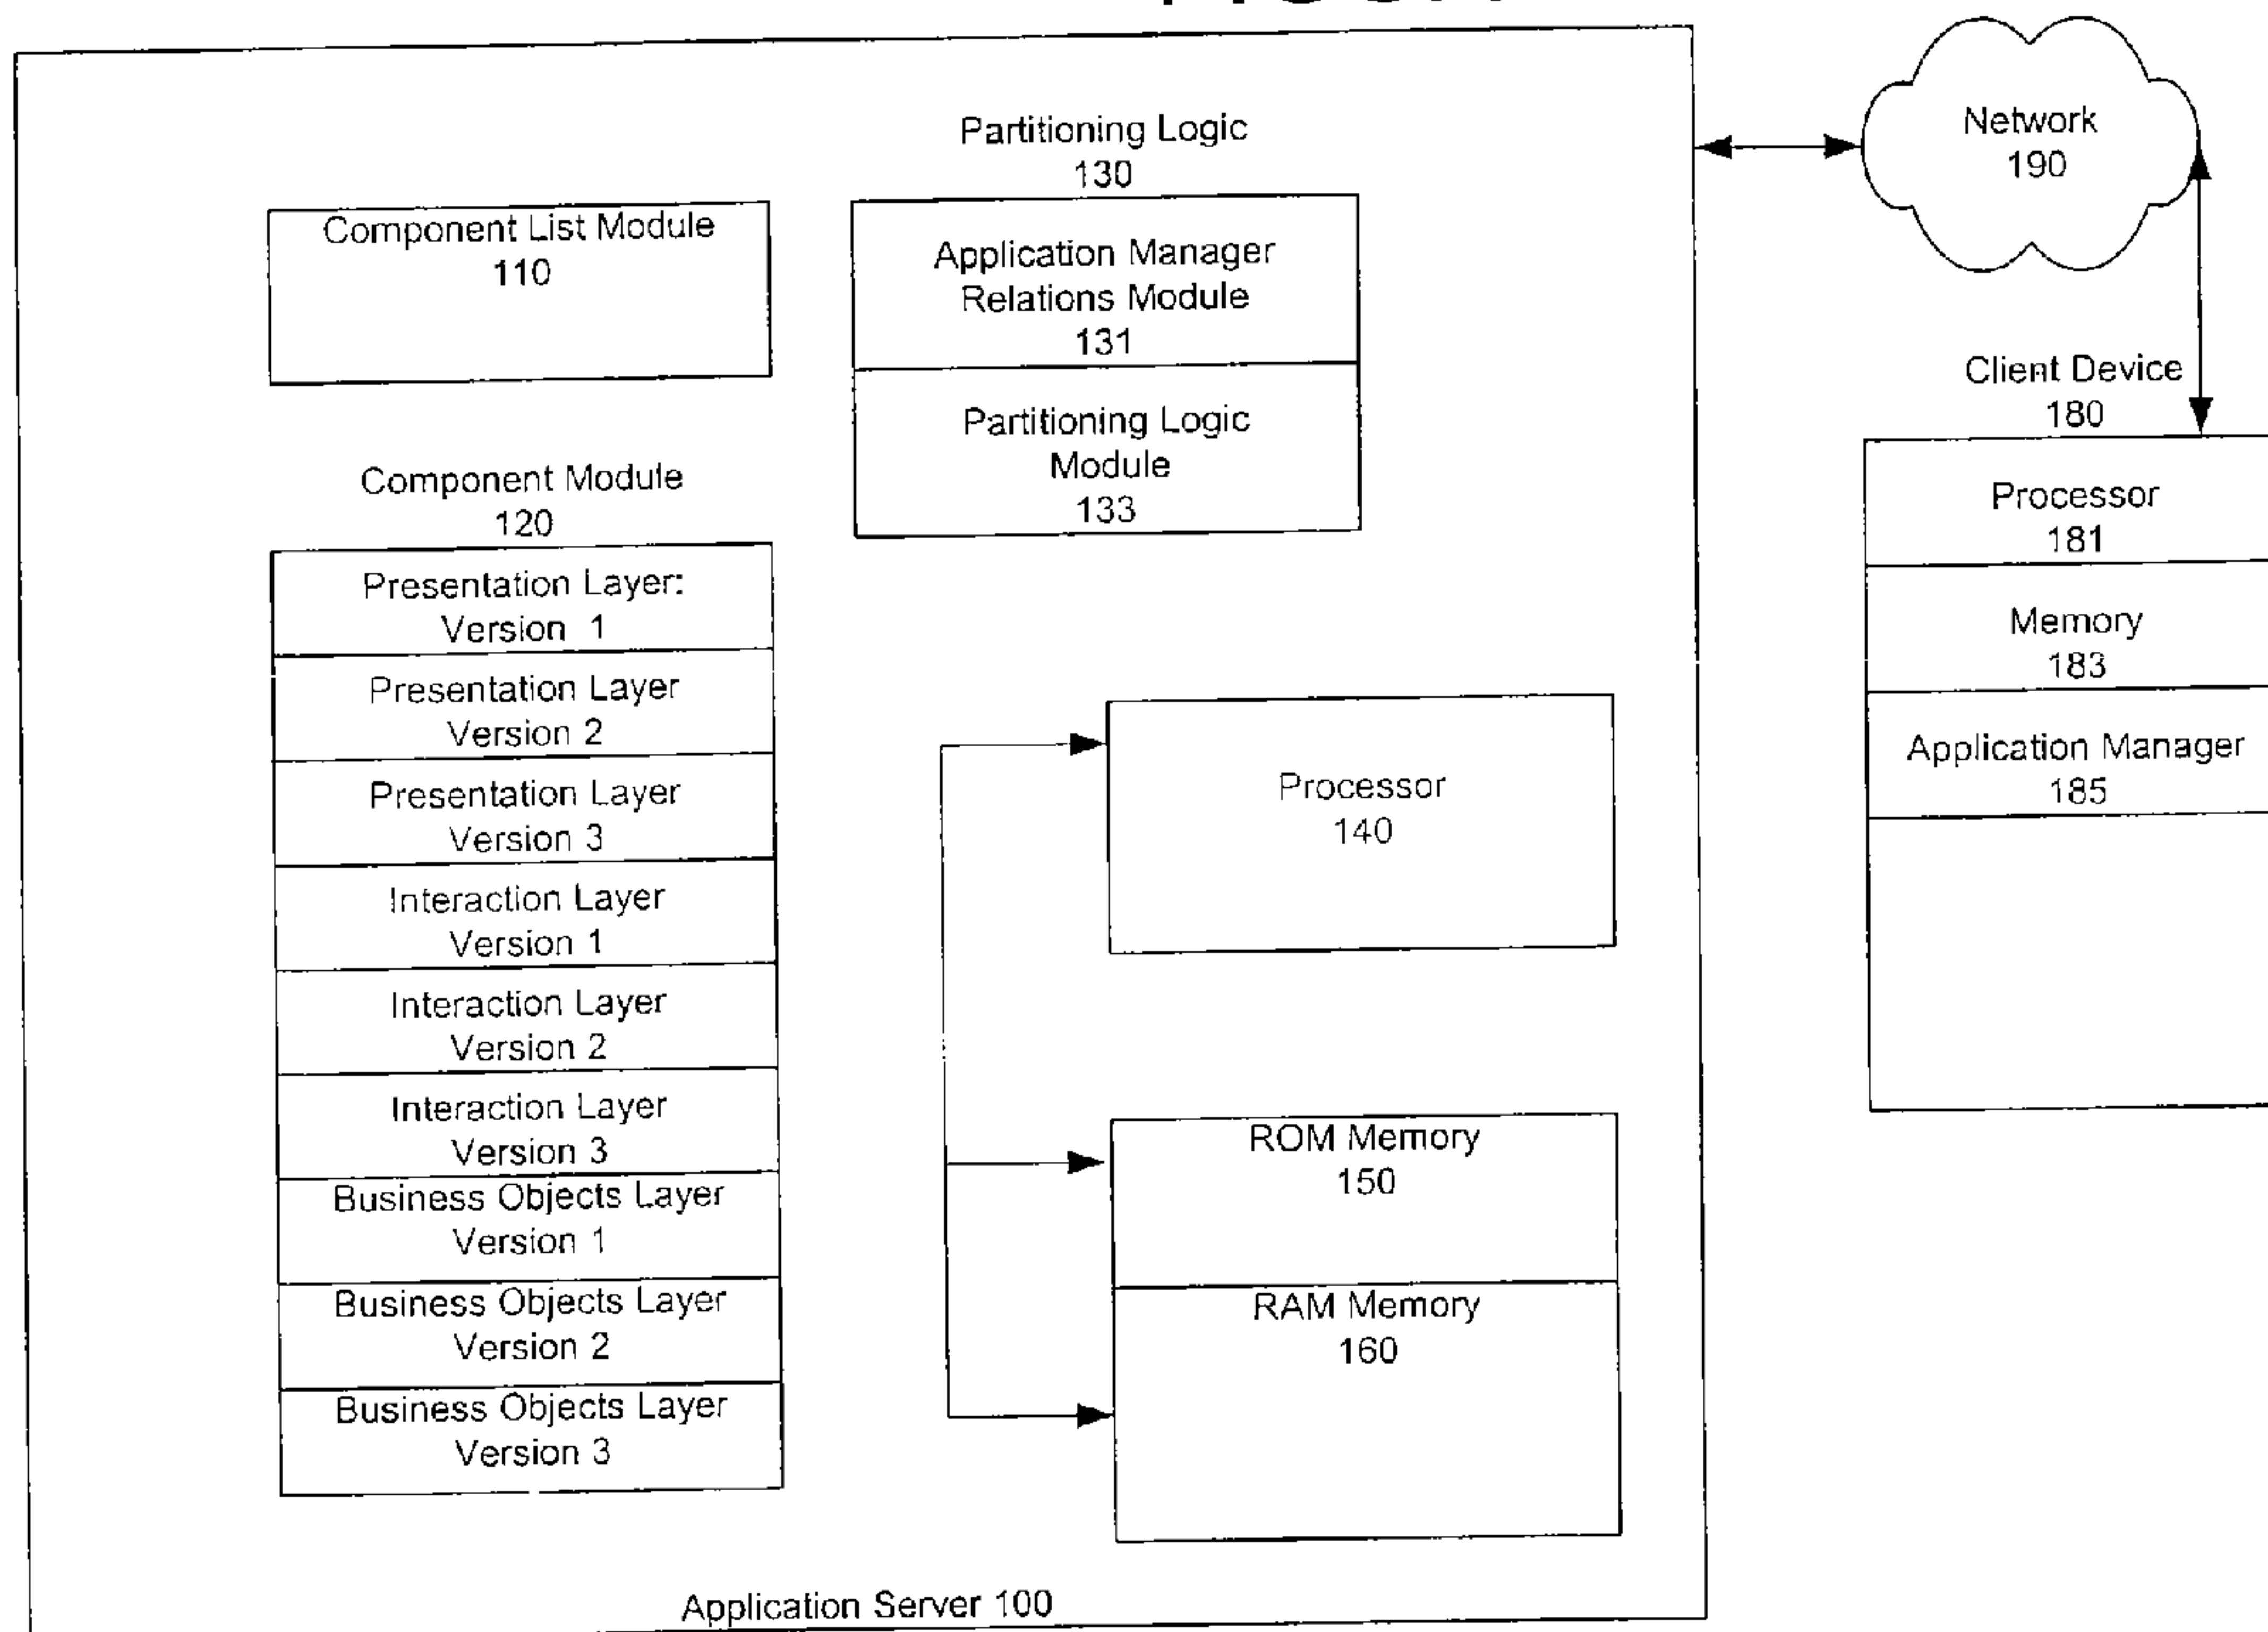 Partitioning Logic
130
Component List Module
110
Application Manager
Relations Module
131
Partitioning Logic
Module
133
Component Module
120
Presentation Layer:
Version 1
Presentation Layer
Version 2
Presentation Layer
Version 3
Interaction Layer
Version 1
Interaction Layer
Version 2
Interaction Layer
Version 3
Business Objects Layer
Version 1
Business Objects Layer
Version 2
Business Objects Layer
Version 3
Processor
140
ROM Memory
150
RAM Memory
160
Application Server 100
Network
190
Client Device
180
Processor
181
Memory
183
Application Manager
185